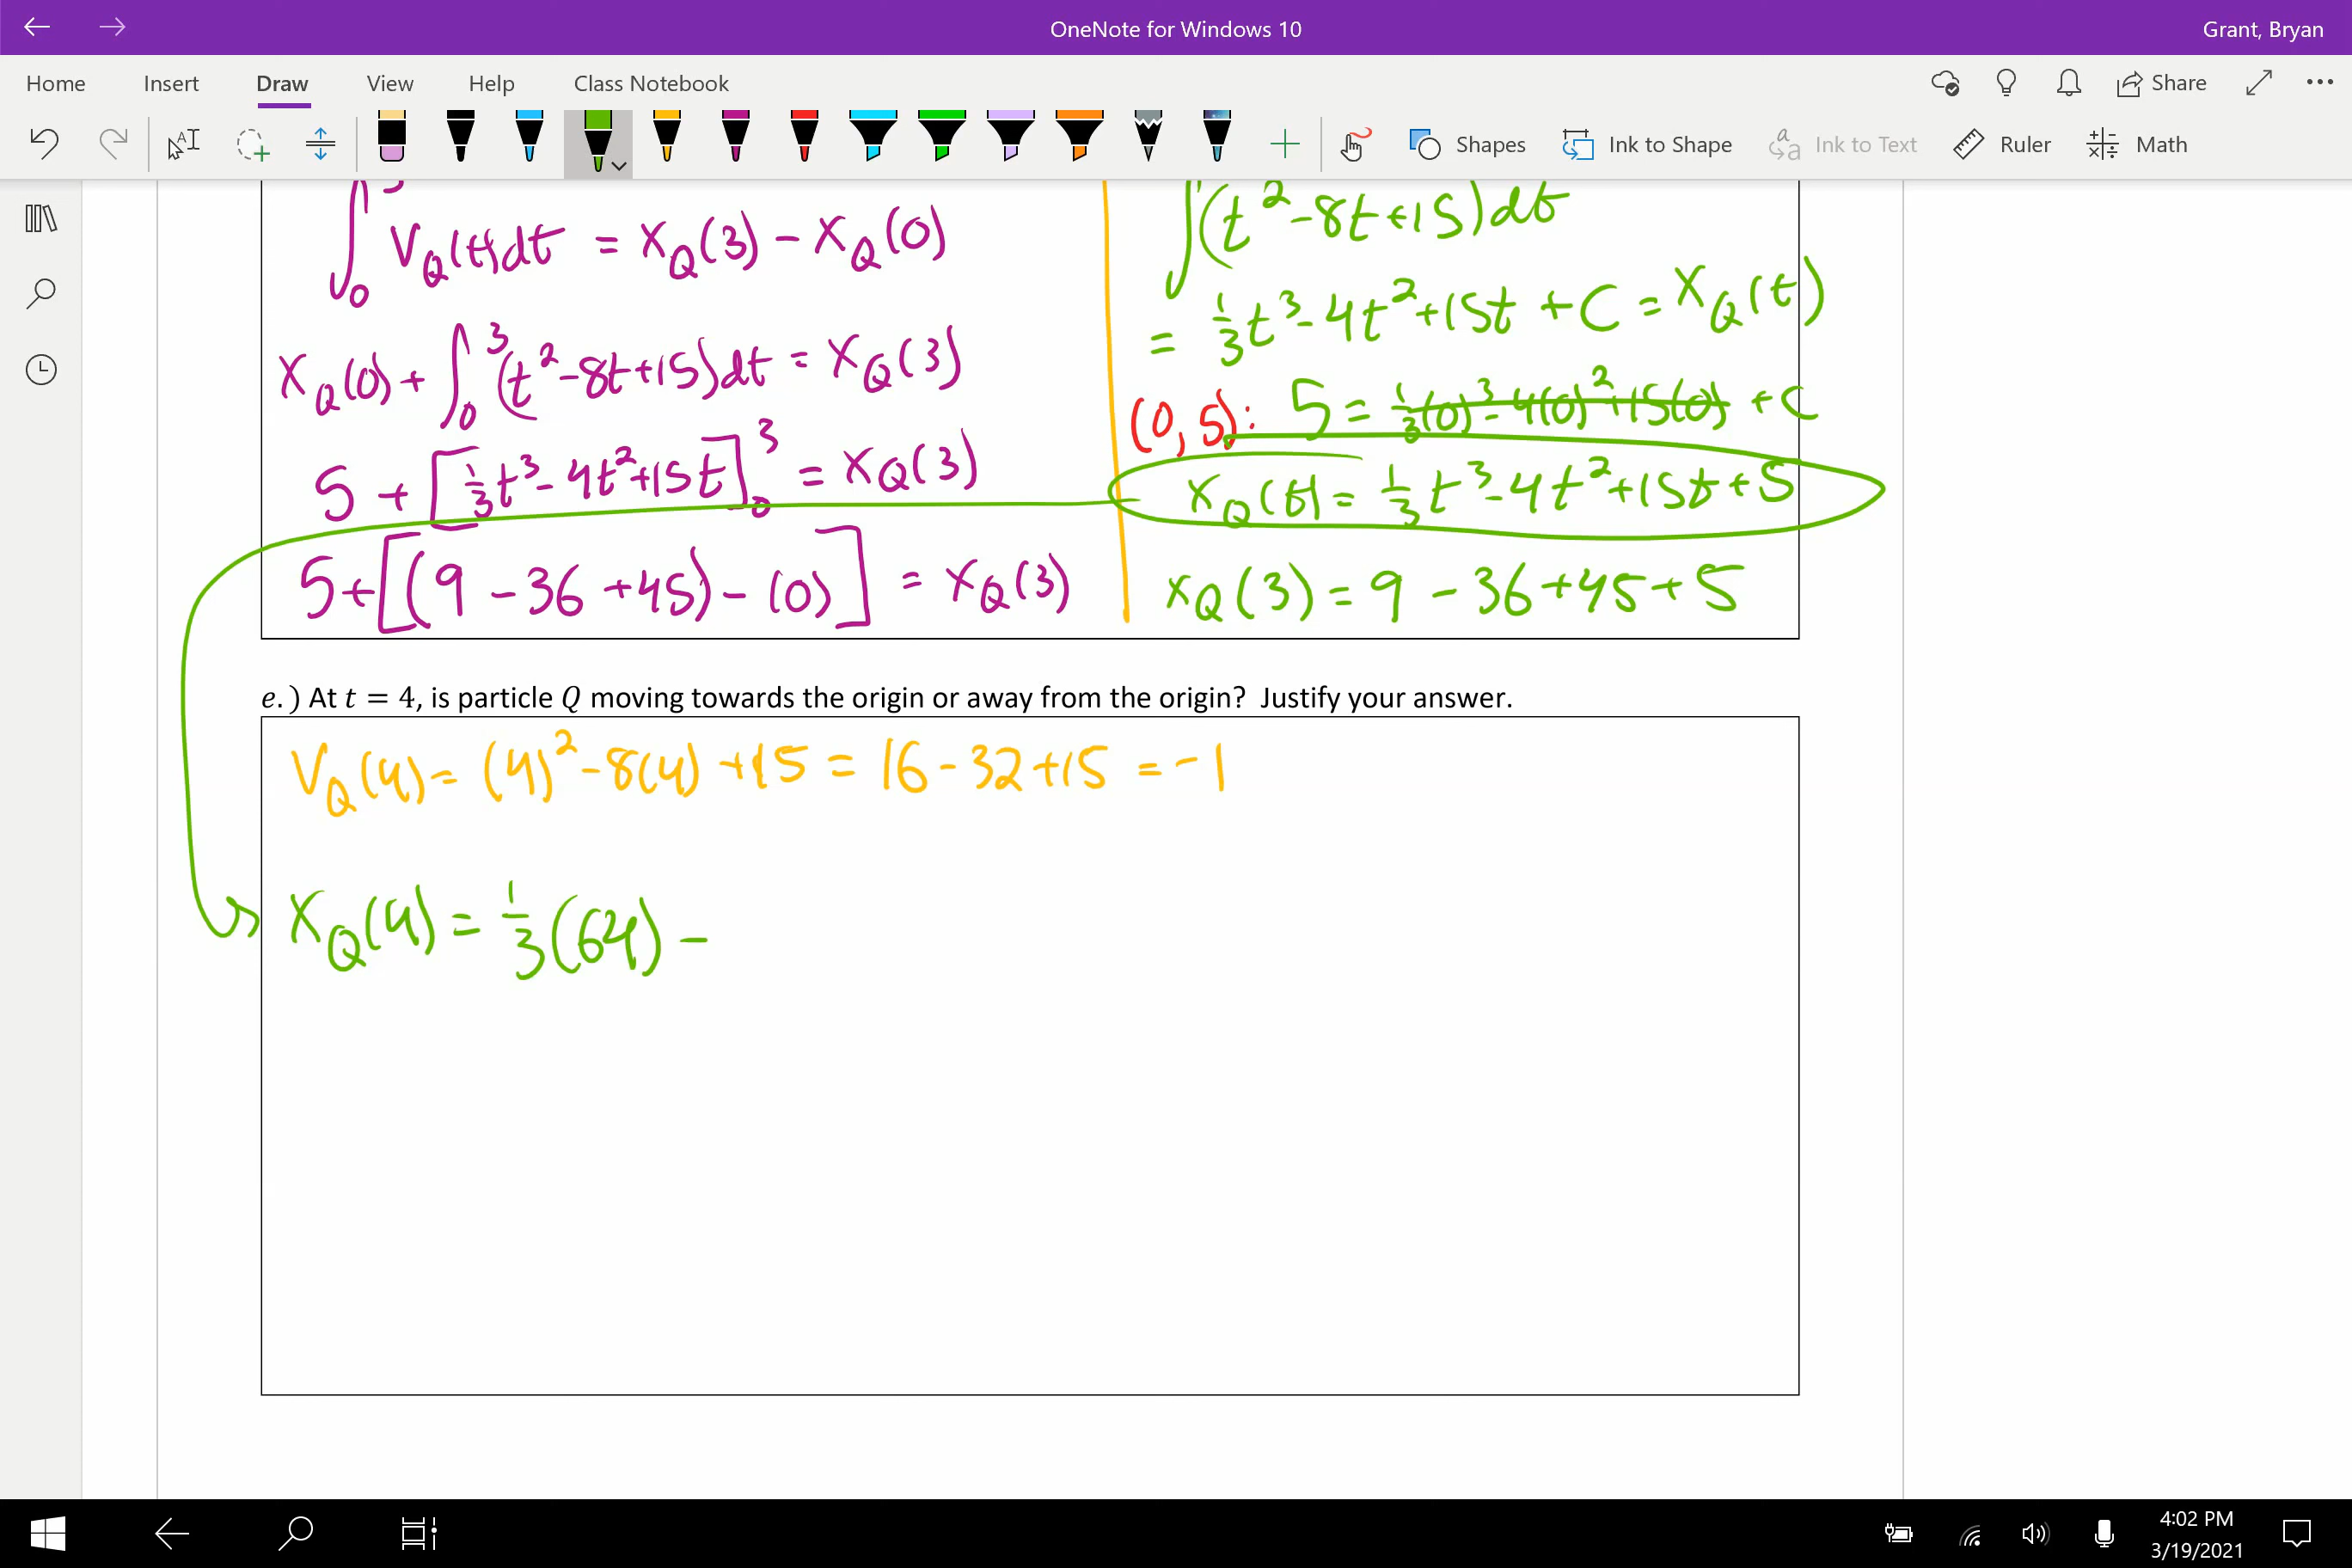 OneNote for Windows 10
Grant, Bryan
Home Insert Draw View Help Class Notebook
Share
Shapes Ink to Shape Ink to Text Ruler Math
∫₀³ V_Q(t)dt = X_Q(3) - X_Q(0)
X_Q(0) + ∫₀³ (t² - 8t + 15)dt = X_Q(3)
5 + [⅓t³ - 4t² + 15t]₀³ = X_Q(3)
5 + [(9 - 36 + 45) - (0)] = X_Q(3)
∫(t² - 8t + 15)dt
= ⅓t³ - 4t² + 15t + C = X_Q(t)
(0, 5): 5 = ⅓(0)³ - 4(0)² + 15(0) + C
X_Q(t) = ⅓t³ - 4t² + 15t + 5
X_Q(3) = 9 - 36 + 45 + 5
e.) At t = 4, is particle Q moving towards the origin or away from the origin? Justify your answer.
V_Q(4) = (4)² - 8(4) + 15 = 16 - 32 + 15 = -1
X_Q(4) = ⅓(64) -
4:02 PM
3/19/2021